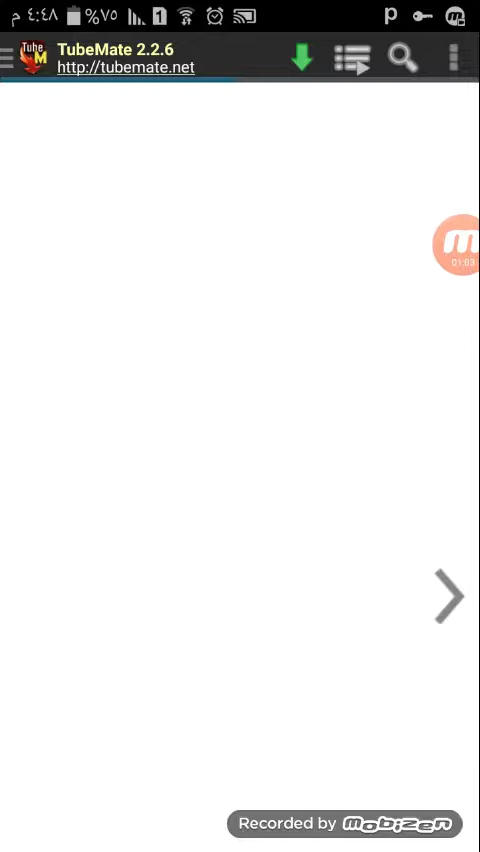 م ٤:٤٨ %٧٥ 1 P
Tube M
TubeMate 2.2.6
http://tubemate.net
01:03
Recorded by mobizen